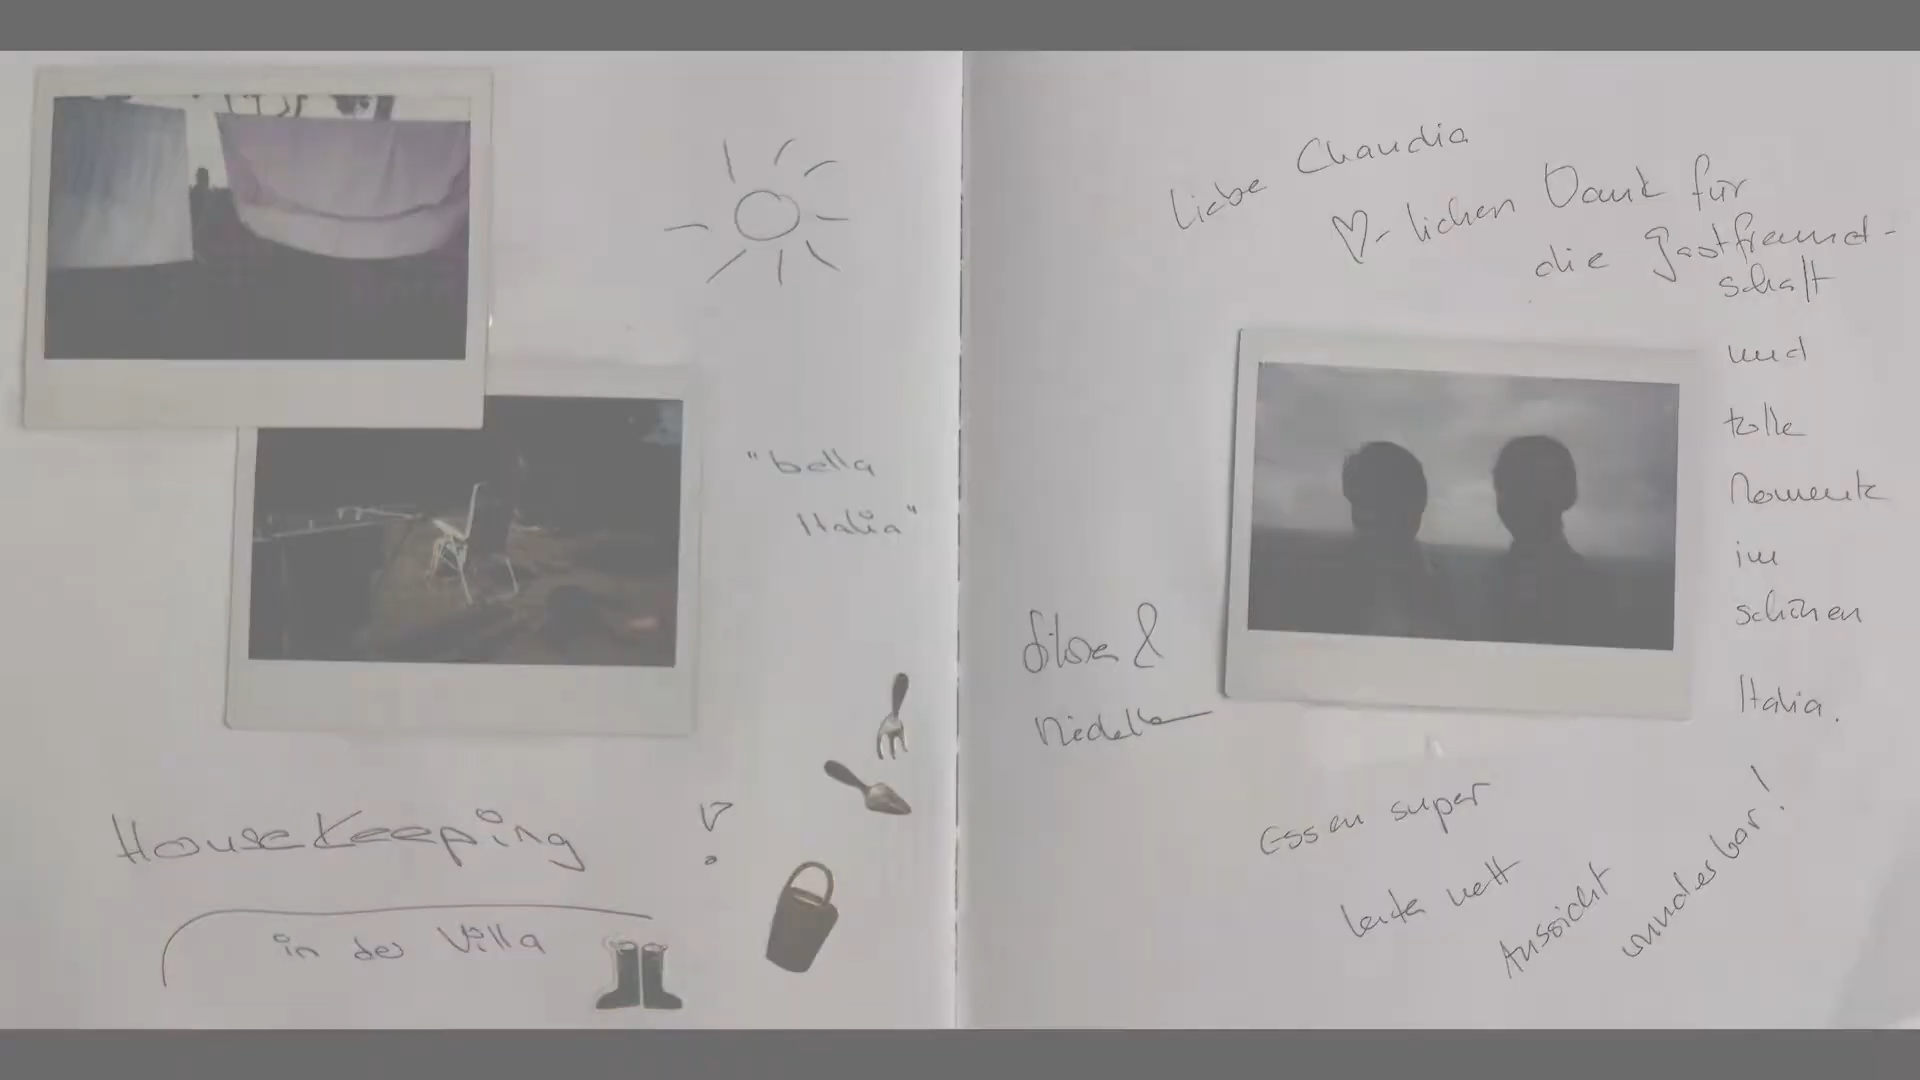 "bella
Italia"
Housekeeping
in der Villa
Liebe Chaudia
♡-lichen Dank für
die Gastfreund-
schaft
und
tolle
Momente
im
schönen
Italia.
&
Essen super
Leute nett
Aussicht
wunderbar!